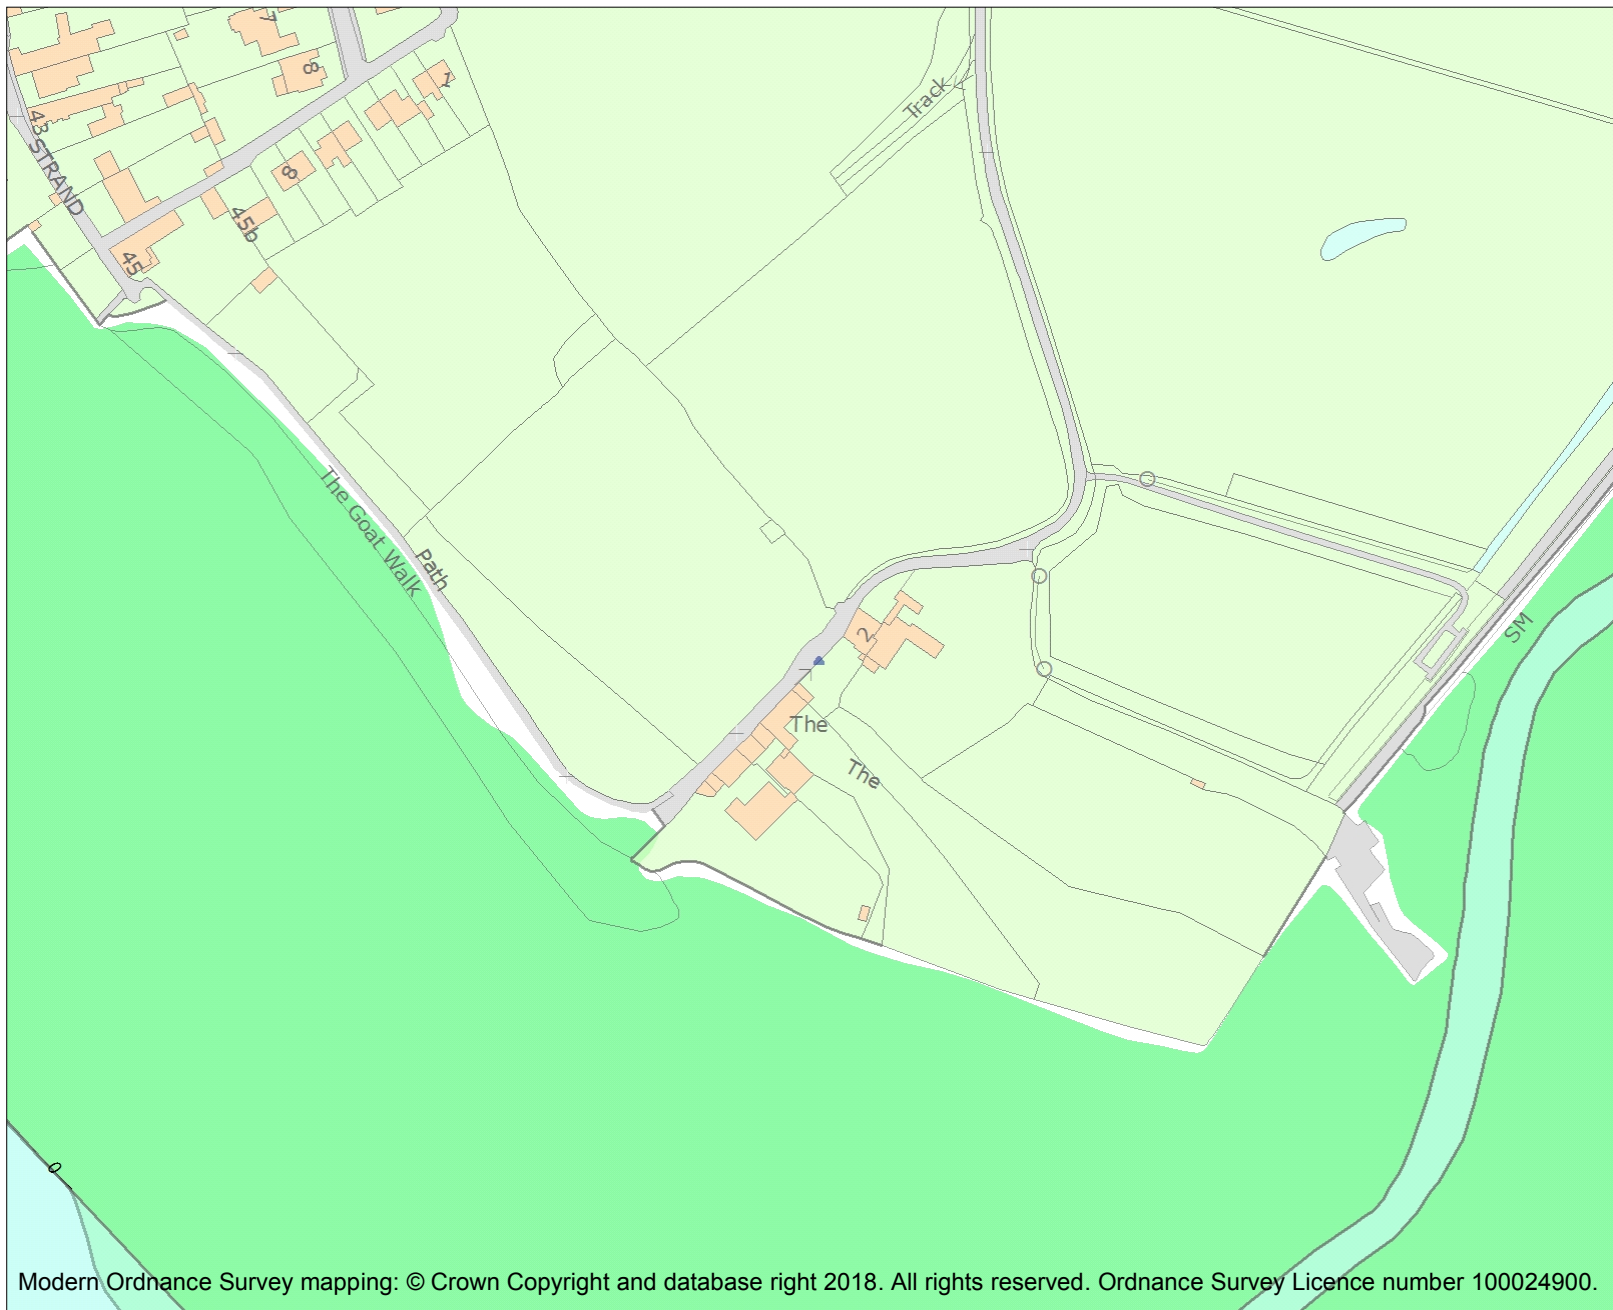 7
8
1
Track
43
STRAND
8
45b
45
The Goat Walk
Path
2
SM
The
The
0
Modern Ordnance Survey mapping: © Crown Copyright and database right 2018. All rights reserved. Ordnance Survey Licence number 100024900.